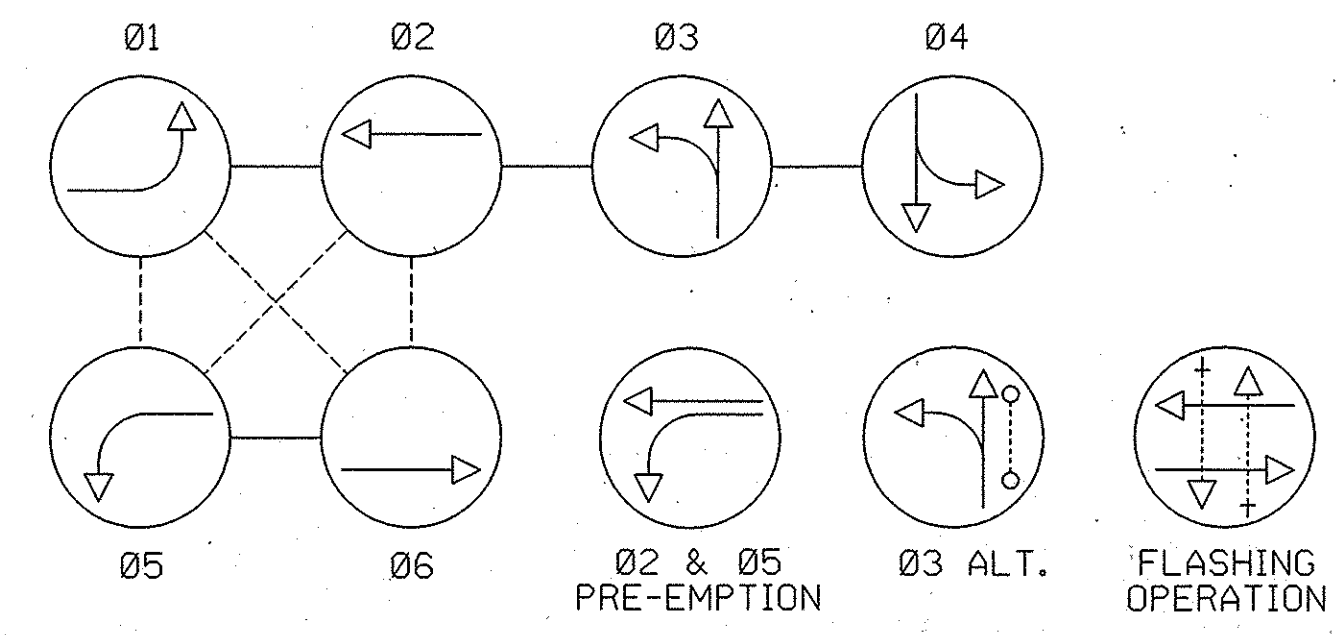 Ø1
Ø2
Ø3
Ø4
Ø5
Ø6
Ø2 & Ø5
PRE-EMPTION
Ø3 ALT.
FLASHING
OPERATION